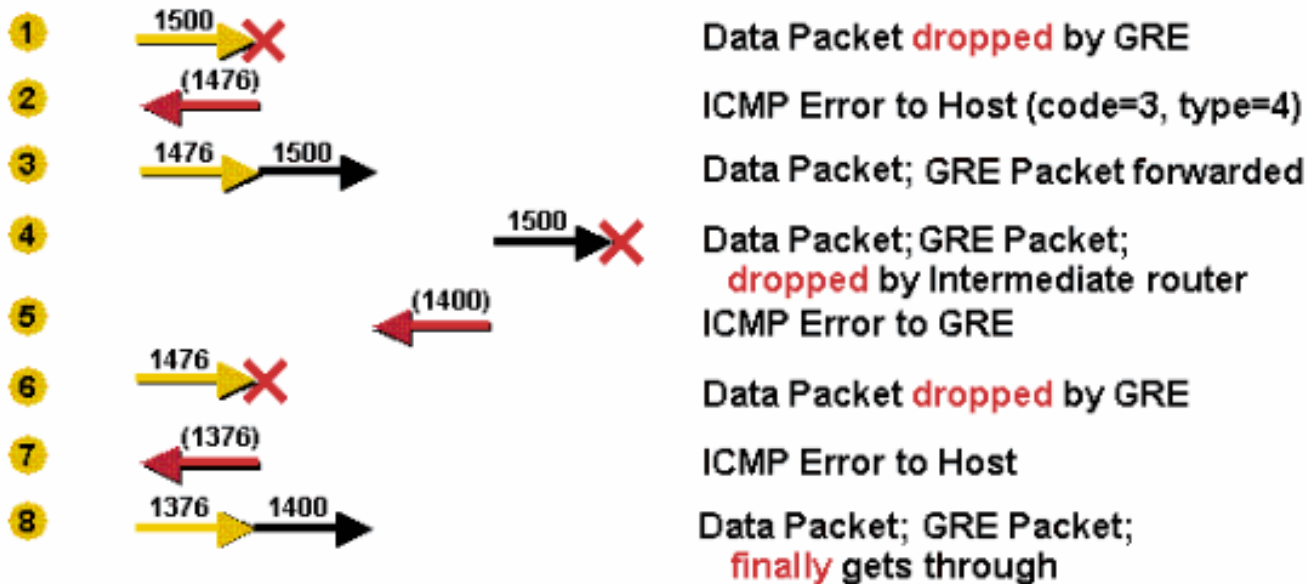 1 1500 Data Packet dropped by GRE
2 (1476) ICMP Error to Host (code=3, type=4)
3 1476 1500 Data Packet; GRE Packet forwarded
4 1500 Data Packet; GRE Packet;
dropped by Intermediate router
5 (1400) ICMP Error to GRE
6 1476 Data Packet dropped by GRE
7 (1376) ICMP Error to Host
8 1376 1400 Data Packet; GRE Packet;
finally gets through